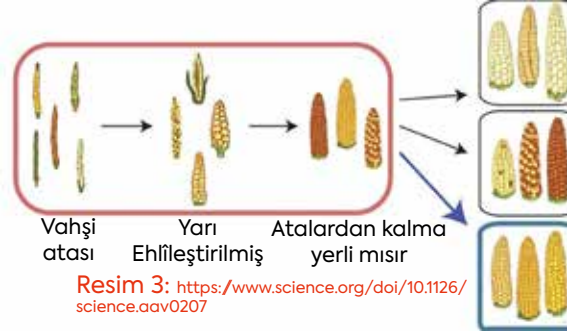 Vahşi atası
Yarı Ehlîleştirilmiş
Atalardan kalma yerli mısır
Resim 3: https://www.science.org/doi/10.1126/
science.aav0207